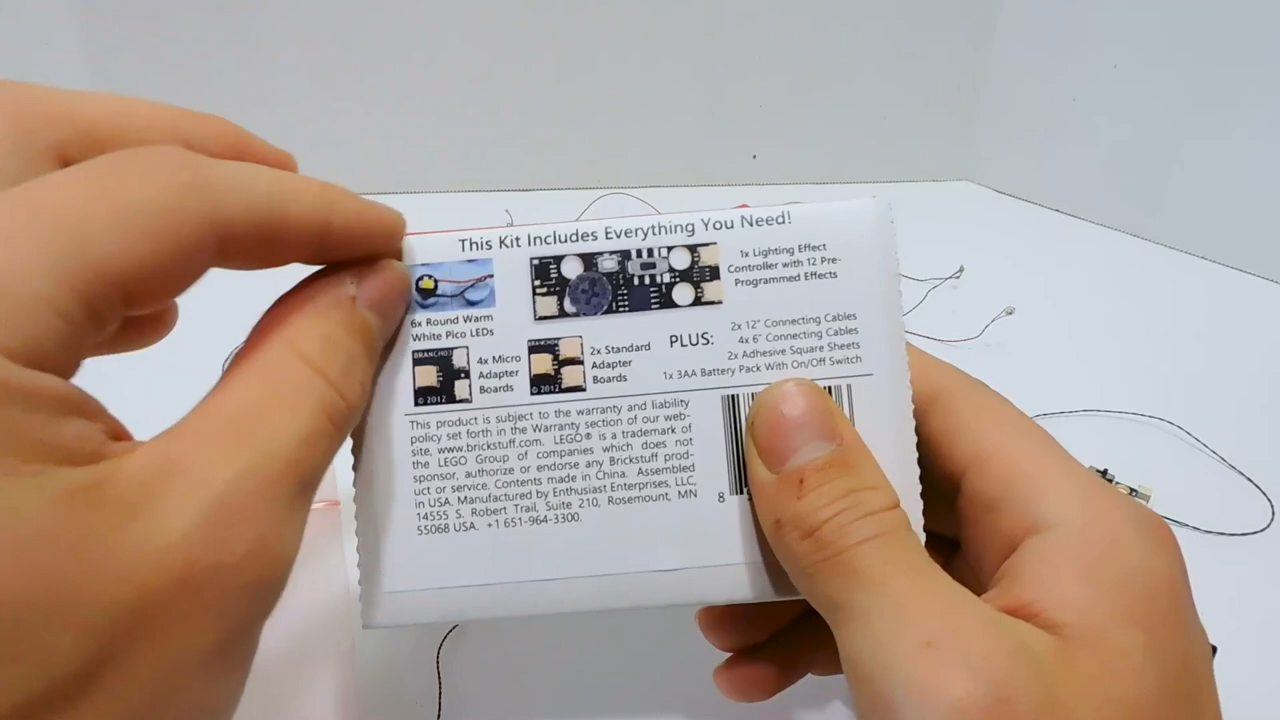 This Kit Includes Everything You Need!
6x Round Warm
White Pico LEDs
1x Lighting Effect
Controller with 12 Pre-
Programmed Effects
BRANCH03
© 2012
4x Micro
Adapter
Boards
© 2012
2x Standard
Adapter
Boards
PLUS:
2x 12" Connecting Cables
4x 6" Connecting Cables
2x Adhesive Square Sheets
1x 3AA Battery Pack With On/Off Switch
This product is subject to the warranty and liability
policy set forth in the Warranty section of our web-
site, www.brickstuff.com. LEGO® is a trademark of
the LEGO Group of companies which does not
sponsor, authorize or endorse any Brickstuff prod-
uct or service. Contents made in China. Assembled
in USA. Manufactured by Enthusiast Enterprises, LLC,
14555 S. Robert Trail, Suite 210, Rosemount, MN
55068 USA. +1 651-964-3300.
8